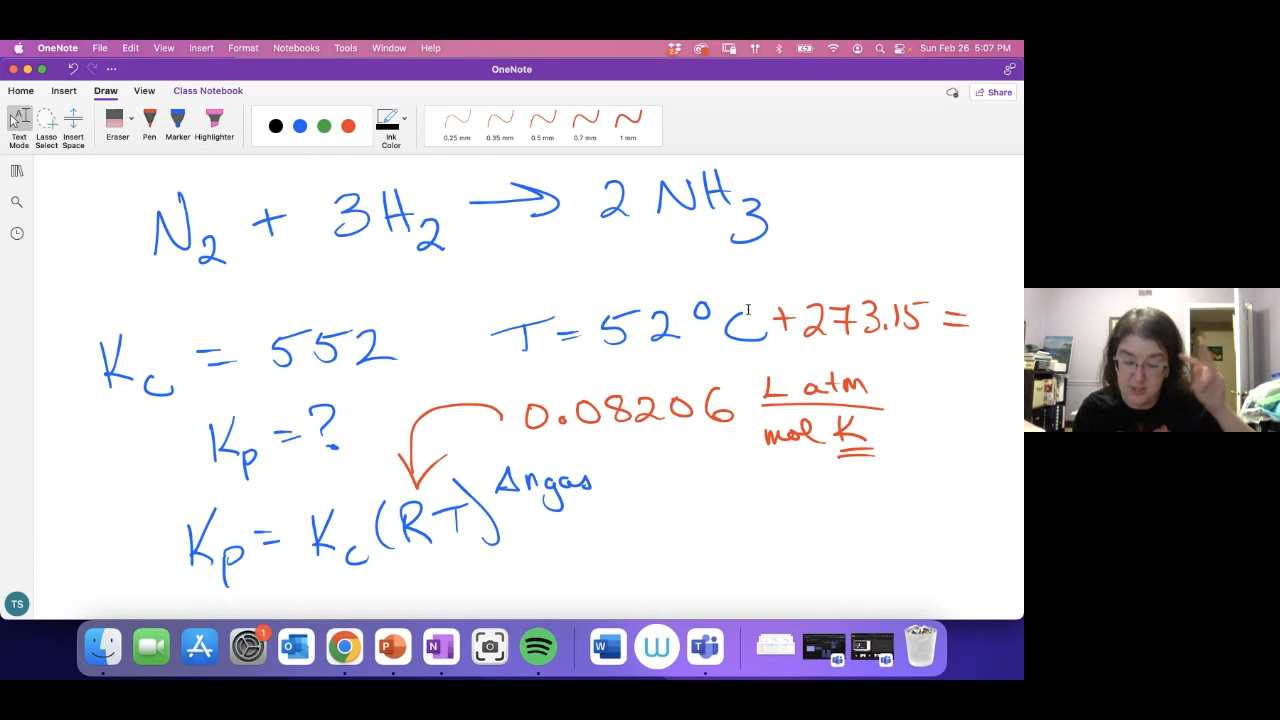 OneNote File Edit View Insert Format Notebooks Tools Window Help Sun Feb 26 5:07 PM
OneNote
Home Insert Draw View Class Notebook Share
Text Mode Lasso Select Insert Space Eraser Pen Marker Highlighter Ink Color 0.25 mm 0.35 mm 0.5 mm 0.7 mm 1 mm
N₂ + 3H₂ → 2 NH₃
Kc = 552 T = 52 °C + 273.15 =
Kp = ? 0.08206 L atm / mol K
Kp = Kc (RT)^Δngas
TS
1